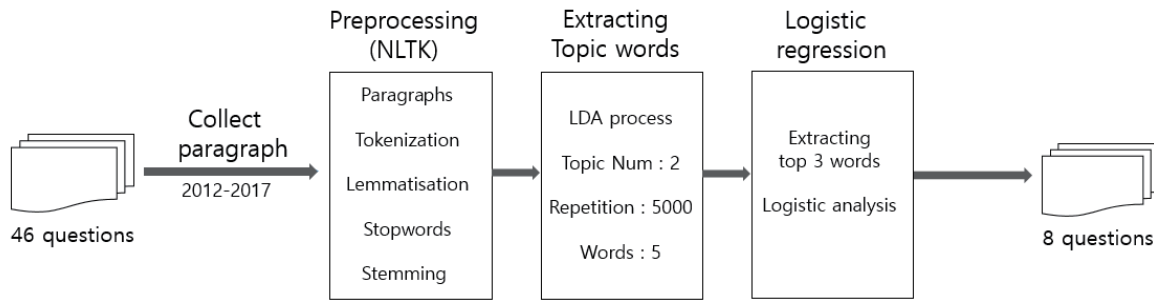 46 questions
Collect
paragraph
2012-2017
Preprocessing
(NLTK)
Paragraphs
Tokenization
Lemmatisation
Stopwords
Stemming
Extracting
Topic words
LDA process
Topic Num : 2
Repetition : 5000
Words : 5
Logistic
regression
Extracting
top 3 words
Logistic analysis
8 questions